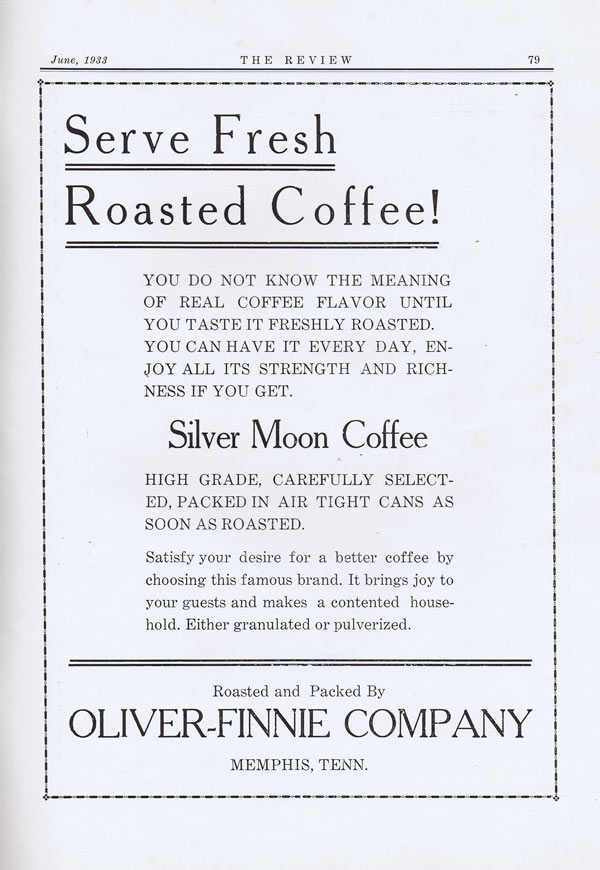 June, 1933 THE REVIEW 79
Serve Fresh
Roasted Coffee!
YOU DO NOT KNOW THE MEANING
OF REAL COFFEE FLAVOR UNTIL
YOU TASTE IT FRESHLY ROASTED.
YOU CAN HAVE IT EVERY DAY, EN-
JOY ALL ITS STRENGTH AND RICH-
NESS IF YOU GET.
Silver Moon Coffee
HIGH GRADE, CAREFULLY SELECT-
ED, PACKED IN AIR TIGHT CANS AS
SOON AS ROASTED.
Satisfy your desire for a better coffee by
choosing this famous brand. It brings joy to
your guests and makes a contented house-
hold. Either granulated or pulverized.
Roasted and Packed By
OLIVER-FINNIE COMPANY
MEMPHIS, TENN.